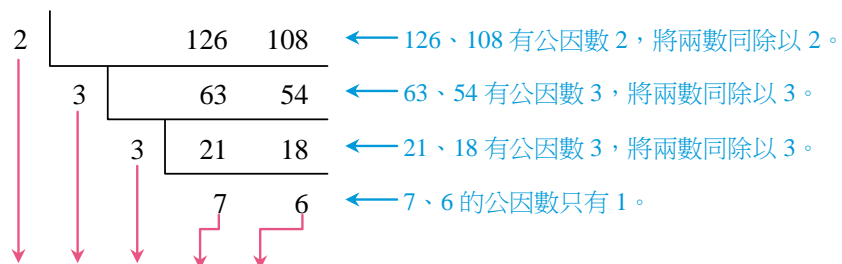 2 126 108 126、108 有公因數 2，將兩數同除以 2。
3 63 54 63、54 有公因數 3，將兩數同除以 3。
3 21 18 21、18 有公因數 3，將兩數同除以 3。
7 6 7、6 的公因數只有 1。